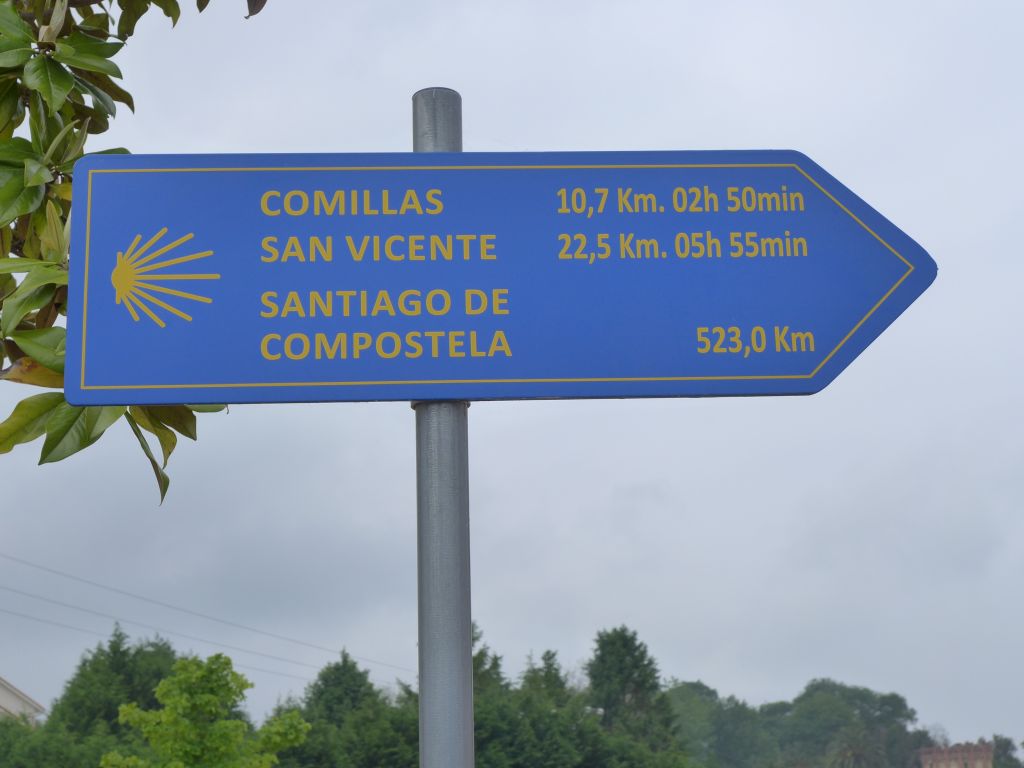 COMILLAS 10,7 Km. 02h 50min
SAN VICENTE 22,5 Km. 05h 55min
SANTIAGO DE
COMPOSTELA 523,0 Km